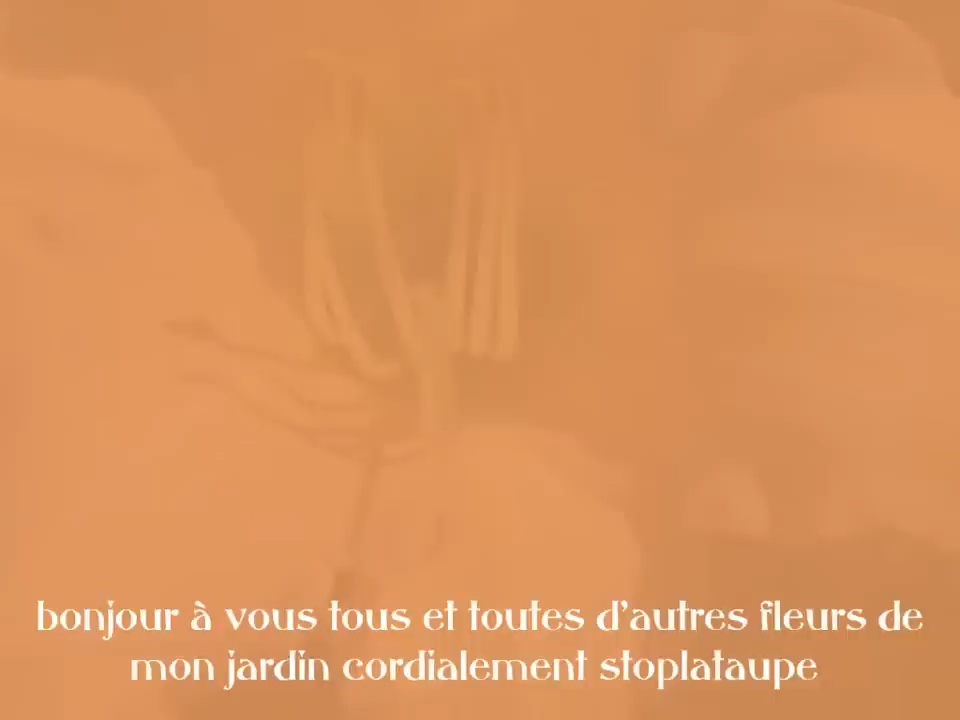 bonjour à vous tous et toutes d'autres fleurs de
mon jardin cordialement stoplataupe